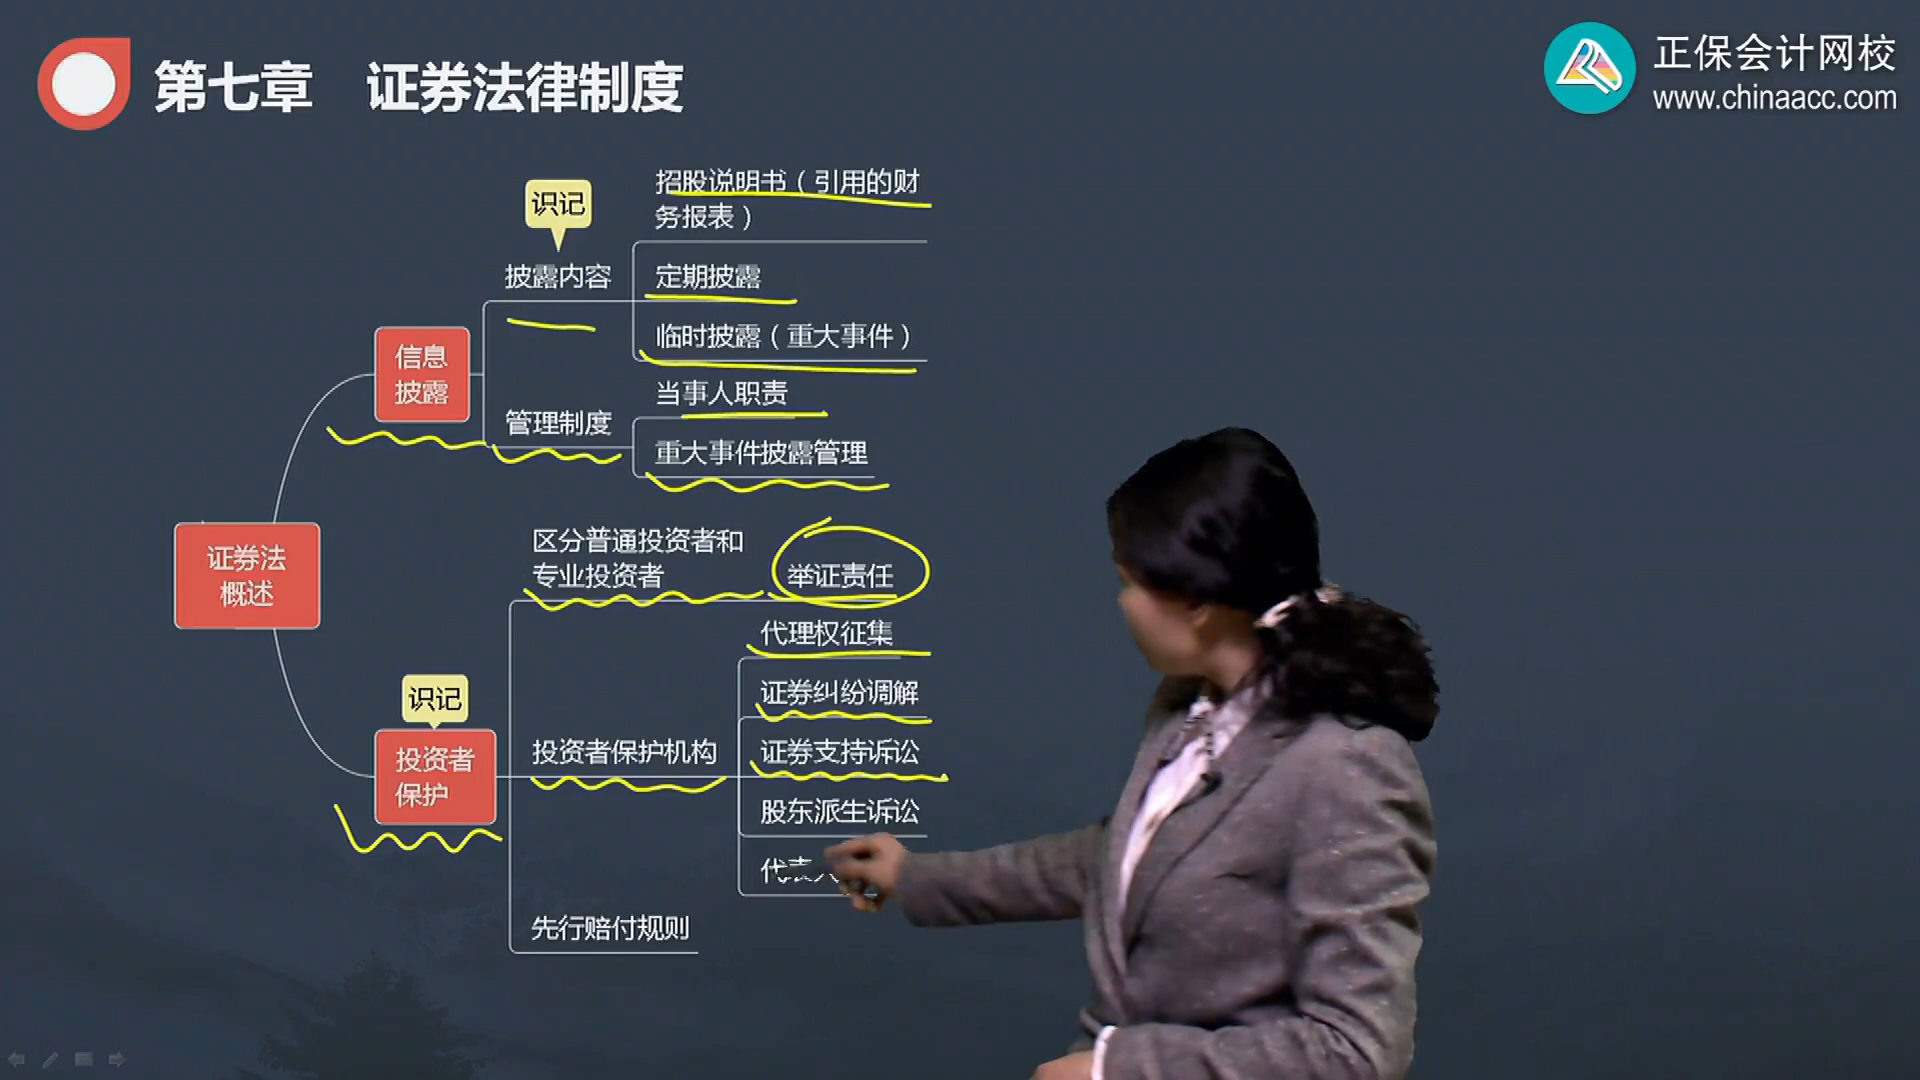 第七章 证券法律制度
正保会计网校
www.chinaacc.com
识记
招股说明书（引用的财
务报表）
披露内容
定期披露
临时披露（重大事件）
信息
披露
管理制度
当事人职责
重大事件披露管理
证券法
概述
区分普通投资者和
专业投资者
举证责任
识记
投资者
保护
投资者保护机构
代理权征集
证券纠纷调解
证券支持诉讼
股东派生诉讼
代表人
先行赔付规则